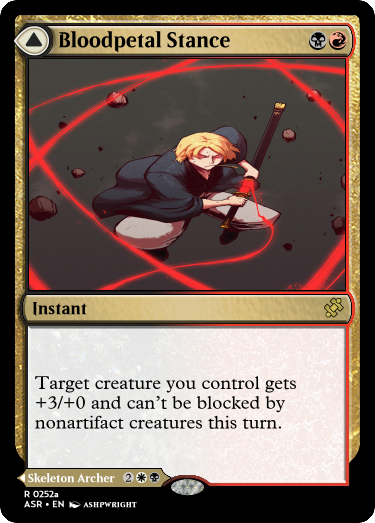 Bloodpetal Stance
Instant
Target creature you control gets
+3/+0 and can't be blocked by
nonartifact creatures this turn.
Skeleton Archer 2
R 0252a
ASR • EN ASHPWRIGHT